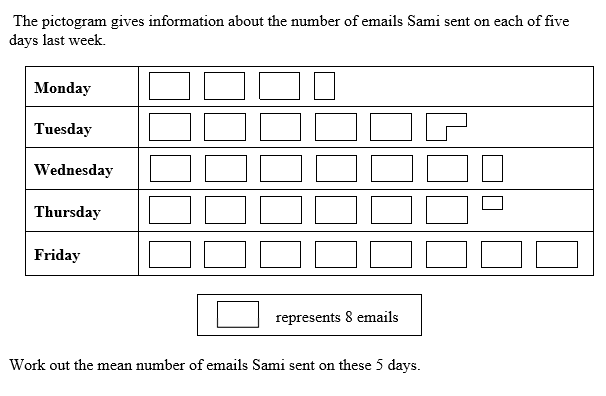 The pictogram gives information about the number of emails Sami sent on each of five
days last week.
Monday
Tuesday
Wednesday
Thursday
Friday
represents 8 emails
Work out the mean number of emails Sami sent on these 5 days.